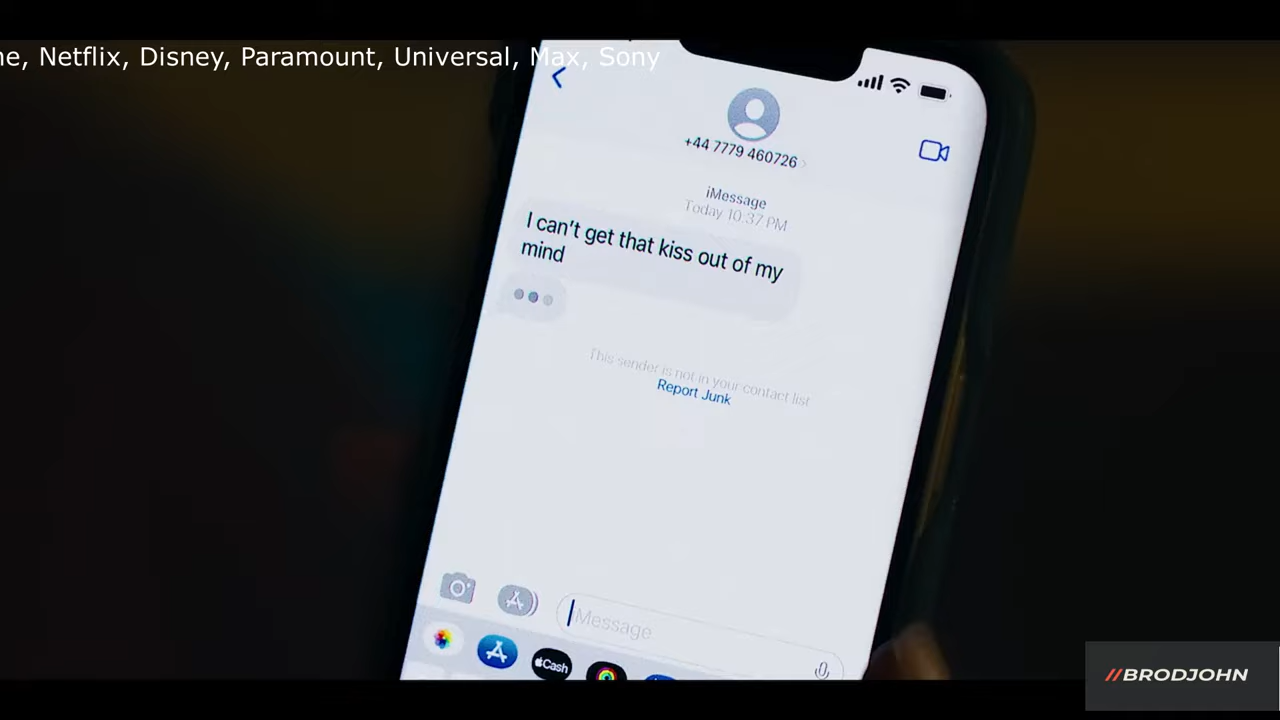 ne, Netflix, Disney, Paramount, Universal, Max, Sony
+44 7779 460726
iMessage
Today 10:37 PM
I can't get that kiss out of my
mind
This sender is not in your contact list
Report Junk
Message
Cash
//BRODJOHN